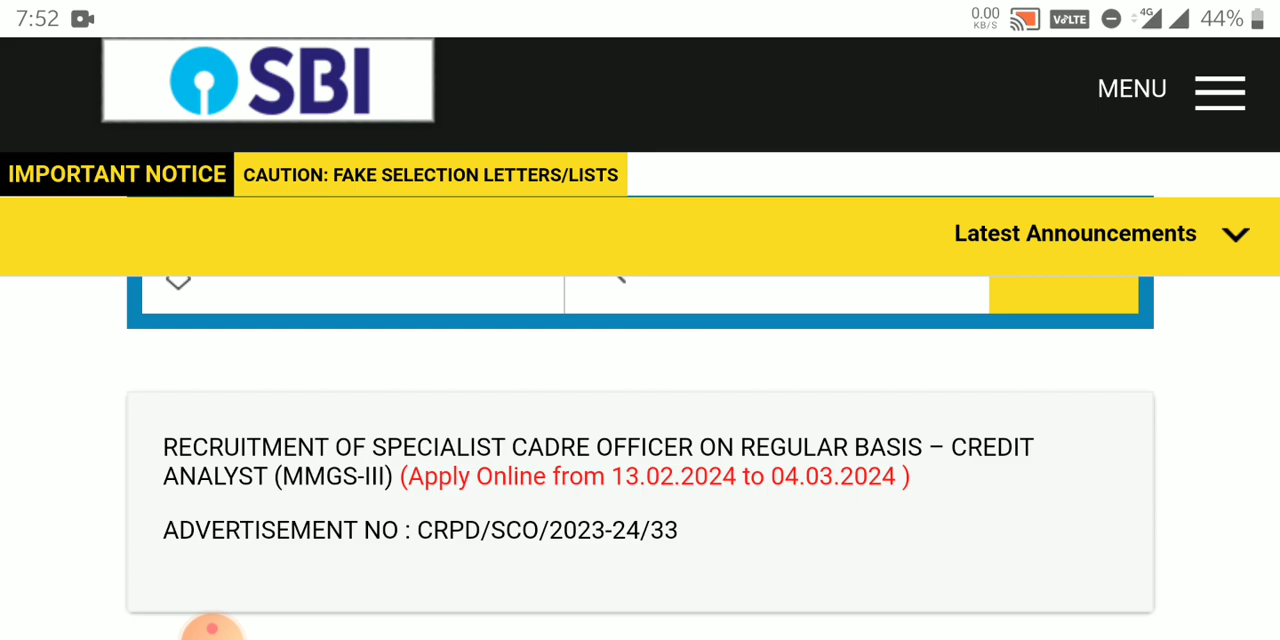 7:52 0.00 KB/S VoLTE 4G 44%
SBI
MENU
IMPORTANT NOTICE CAUTION: FAKE SELECTION LETTERS/LISTS
Latest Announcements
RECRUITMENT OF SPECIALIST CADRE OFFICER ON REGULAR BASIS – CREDIT
ANALYST (MMGS-III) (Apply Online from 13.02.2024 to 04.03.2024 )
ADVERTISEMENT NO : CRPD/SCO/2023-24/33